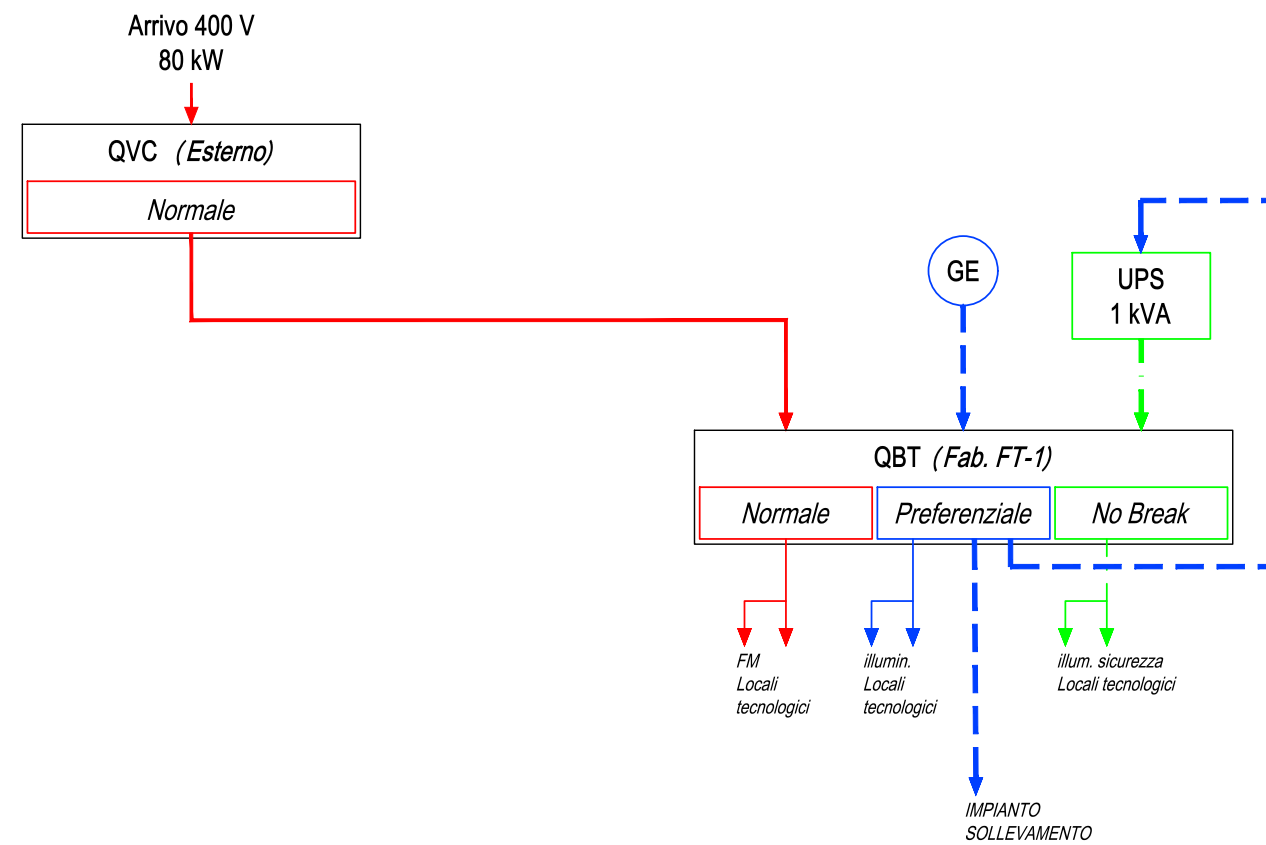 Arrivo 400 V
80 kW
QVC (Esterno)
Normale
GE
UPS
1 kVA
QBT (Fab. FT-1)
Normale
Preferenziale
No Break
FM
Locali
tecnologici
illumin.
Locali
tecnologici
illum. sicurezza
Locali tecnologici
IMPIANTO
SOLLEVAMENTO